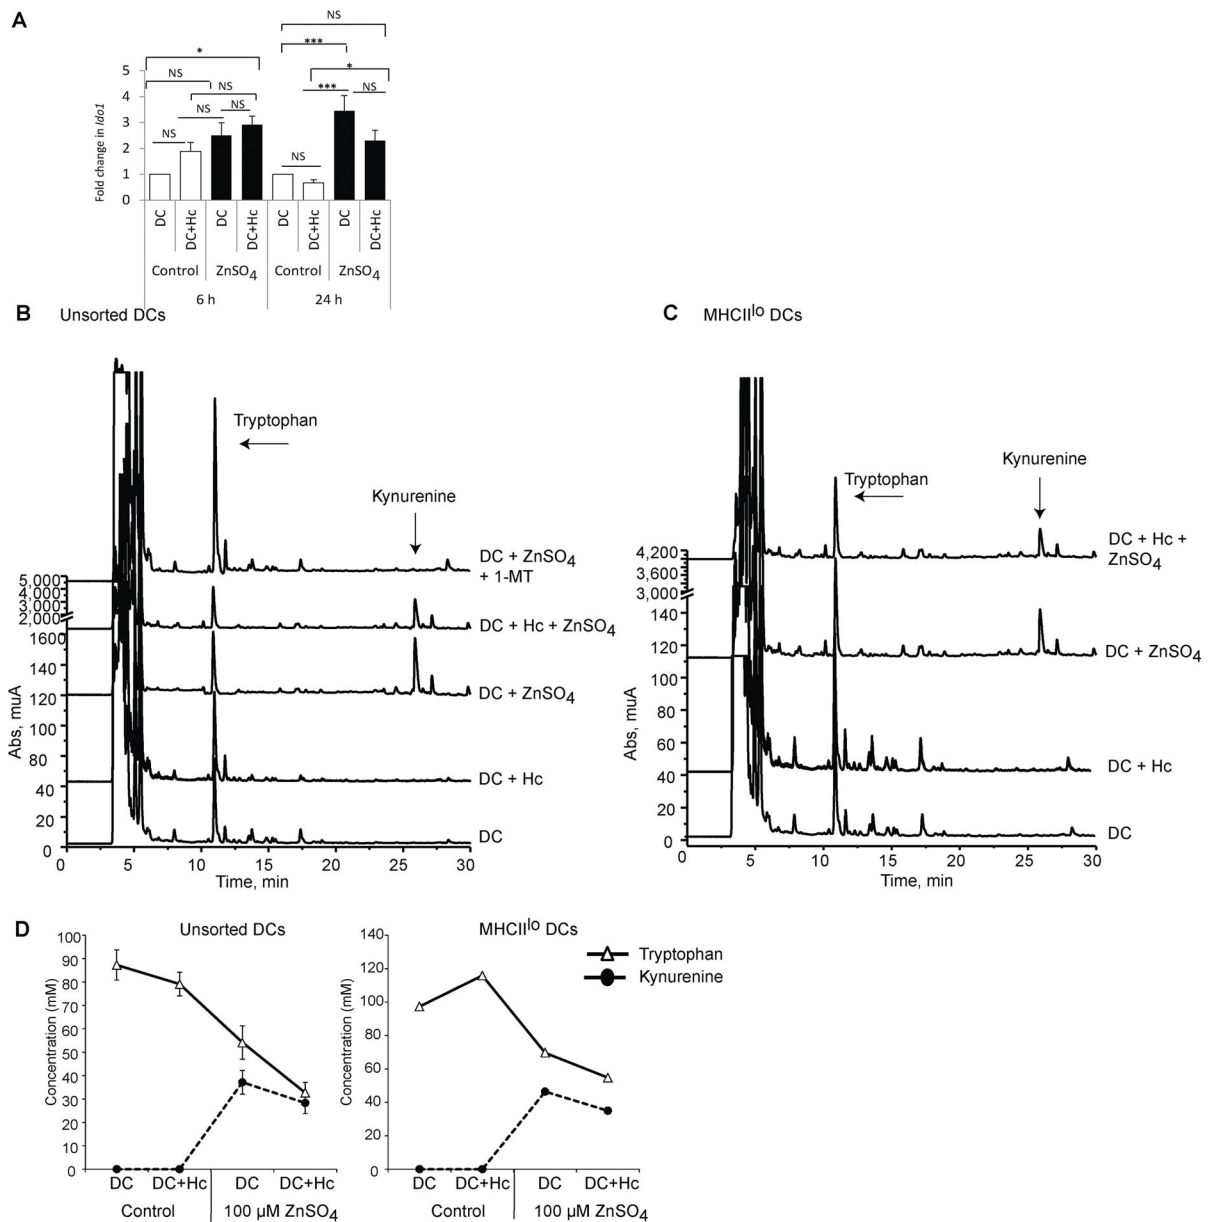 A
NS
***
*
*
NS
NS
***
NS
NS
NS
NS
NS
Fold change in Ido1
5
4
3
2
1
0
DC
DC+Hc
DC
DC+Hc
DC
DC+Hc
DC
DC+Hc
Control
ZnSO4
Control
ZnSO4
6 h
24 h
B Unsorted DCs
Tryptophan
Kynurenine
DC + ZnSO4
+ 1-MT
DC + Hc + ZnSO4
DC + ZnSO4
DC + Hc
DC
5,000
4,000
3,000
2,000
1600
140
120
100
80
60
40
20
0
Abs, muA
0 5 10 15 20 25 30
Time, min
C MHCIIlo DCs
Kynurenine
Tryptophan
DC + Hc +
ZnSO4
DC + ZnSO4
DC + Hc
DC
4,200
3,600
3,000
140
120
100
80
60
40
20
0
Abs, muA
0 5 10 15 20 25 30
Time, min
D
Unsorted DCs
Concentration (mM)
100
90
80
70
60
50
40
30
20
10
0
DC DC+Hc DC DC+Hc
Control 100 µM ZnSO4
MHCIIlo DCs
Concentration (mM)
140
120
100
80
60
40
20
0
DC DC+Hc DC DC+Hc
Control 100 µM ZnSO4
Tryptophan
Kynurenine